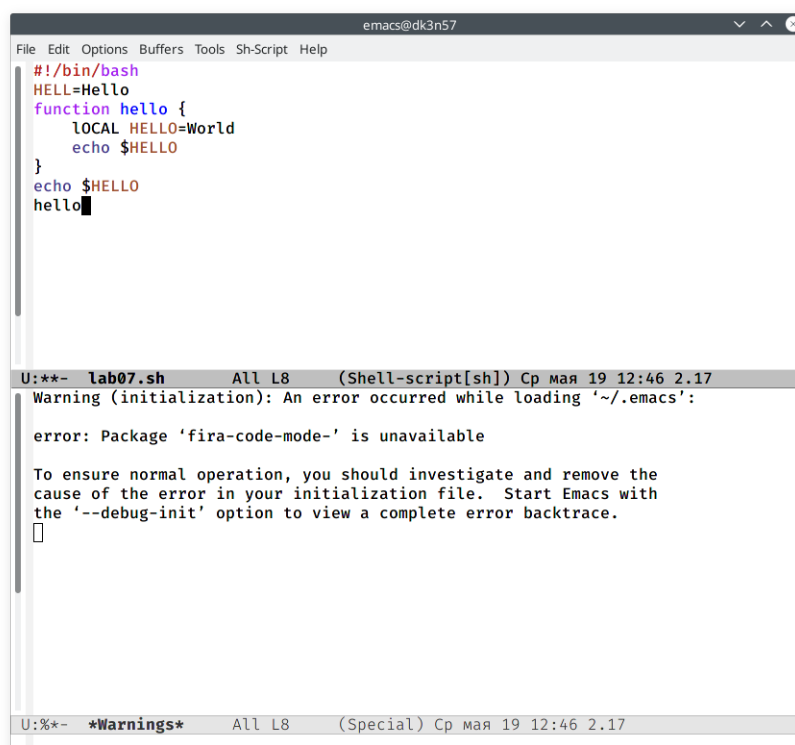 emacs@dk3n57
File Edit Options Buffers Tools Sh-Script Help
#!/bin/bash
HELL=Hello
function hello {
    lOCAL HELLO=World
    echo $HELLO
}
echo $HELLO
hello
U:**-  lab07.sh       All L8     (Shell-script[sh]) Ср мая 19 12:46 2.17
Warning (initialization): An error occurred while loading ‘~/.emacs’:
error: Package ‘fira-code-mode-’ is unavailable
To ensure normal operation, you should investigate and remove the
cause of the error in your initialization file.  Start Emacs with
the ‘--debug-init’ option to view a complete error backtrace.
U:%*-  *Warnings*     All L8     (Special) Ср мая 19 12:46 2.17